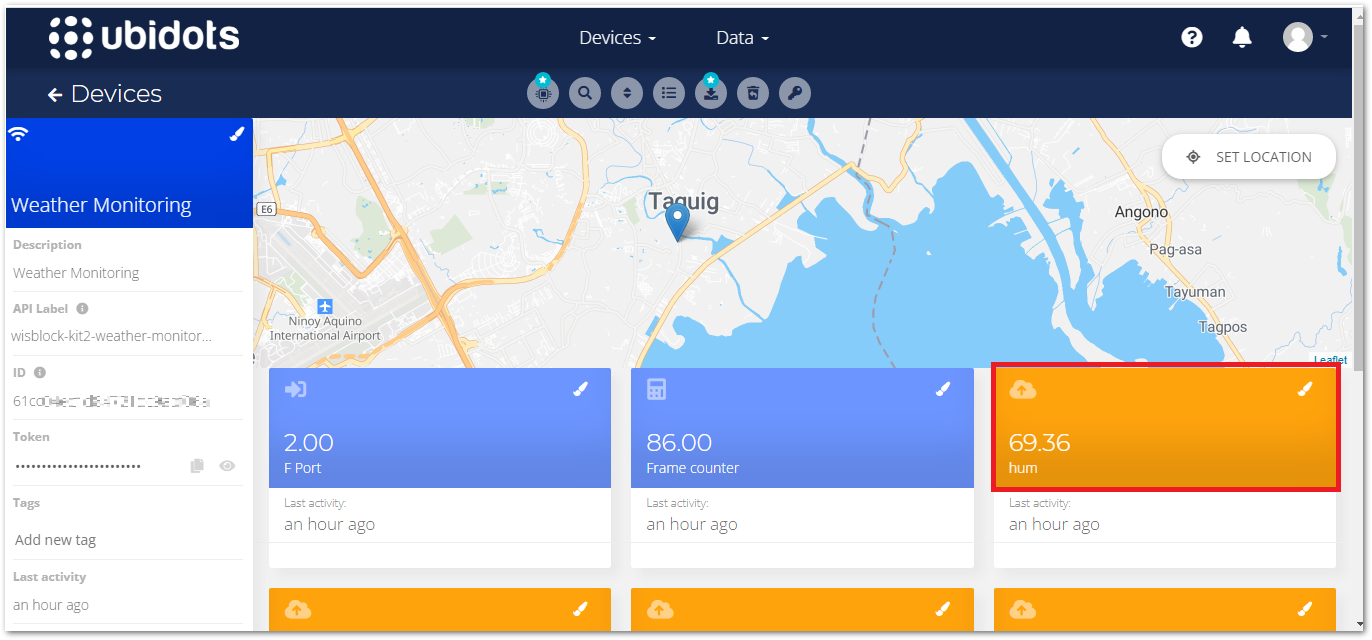 ubidots
Devices
Data
Devices
Weather Monitoring
Description
Weather Monitoring
API Label
wisblock-kit2-weather-monitor...
ID
Token
••••••••••••••••••••••••
Tags
Add new tag
Last activity
an hour ago
SET LOCATION
Taguig
E6
Angono
Pag-asa
Tayuman
Tagpos
Ninoy Aquino
International Airport
Leaflet
2.00
F Port
Last activity:
an hour ago
86.00
Frame counter
Last activity:
an hour ago
69.36
hum
Last activity:
an hour ago